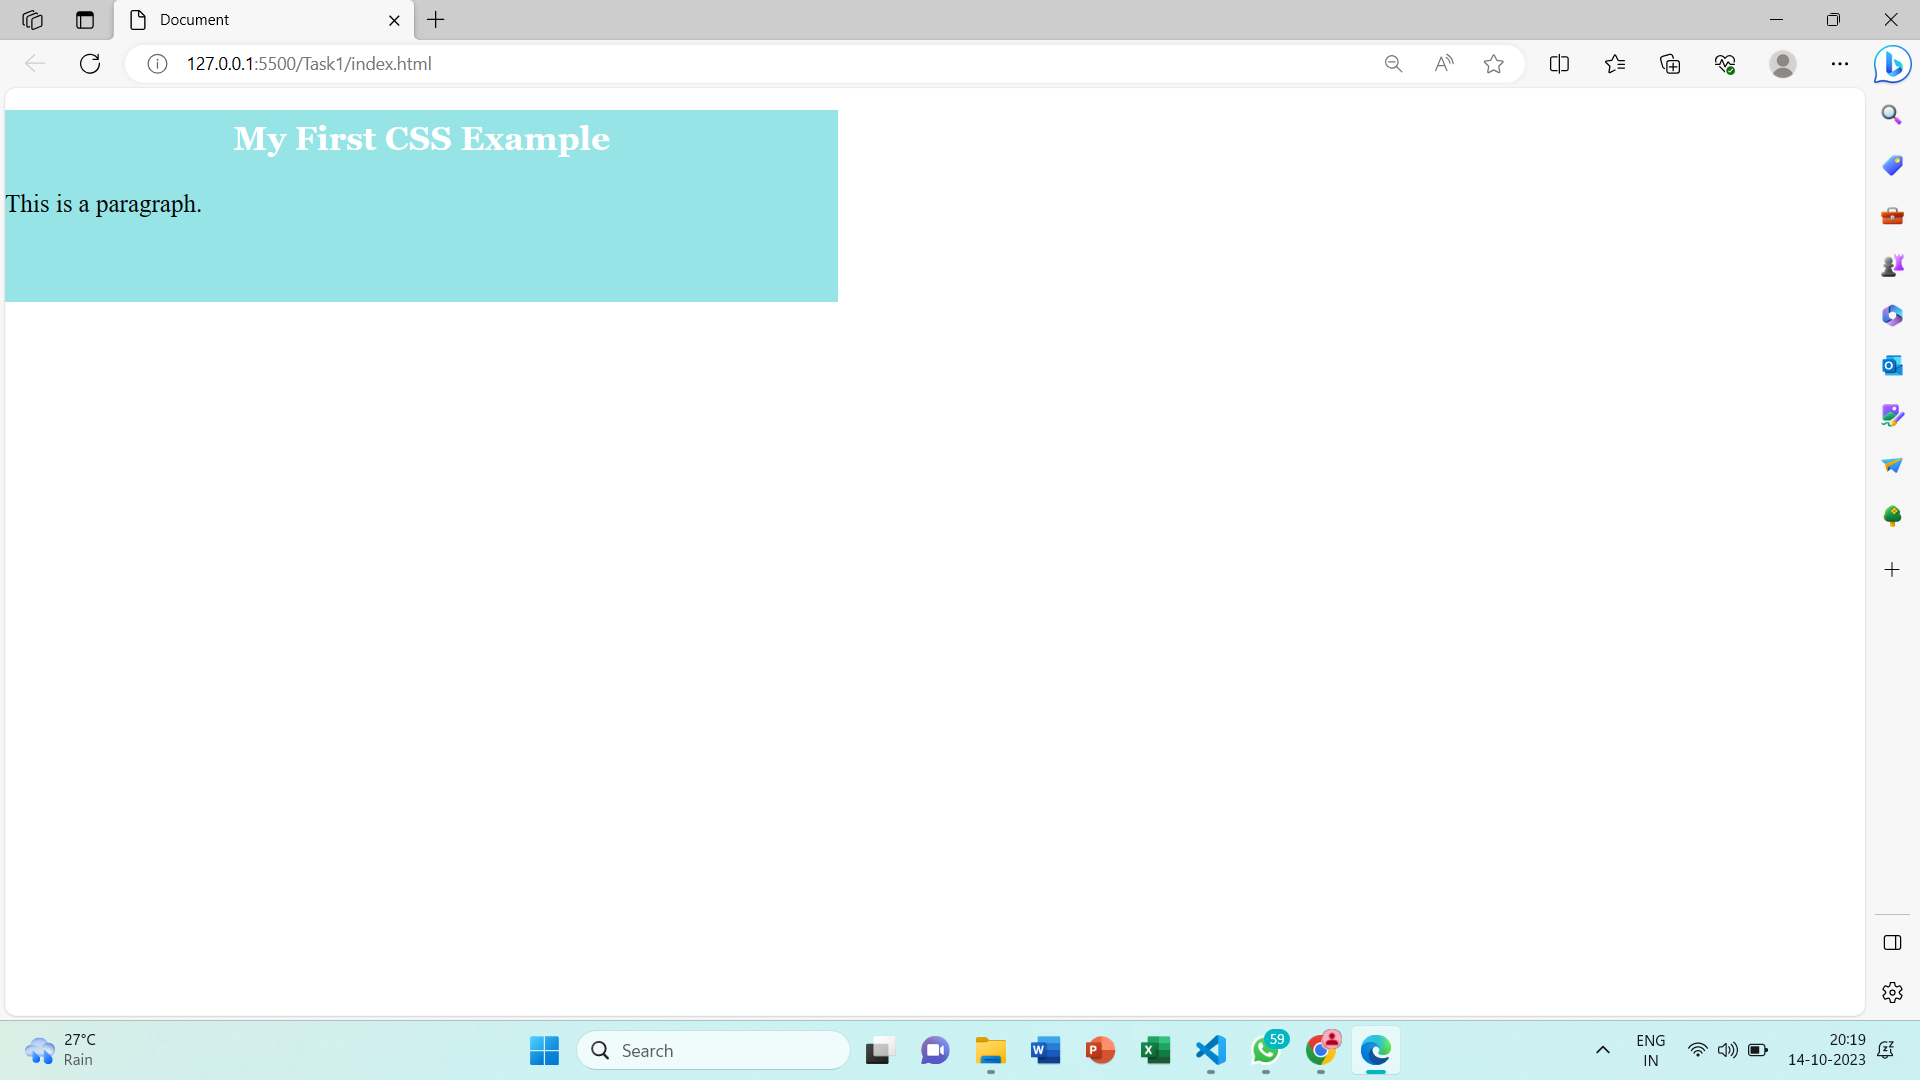 Document
127.0.0.1:5500/Task1/index.html
My First CSS Example
This is a paragraph.
27°C
Rain
Search
59
ENG
IN
20:19
14-10-2023